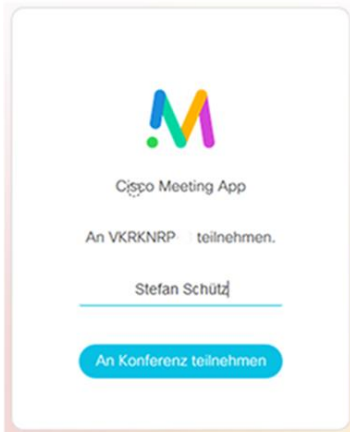 Cisco Meeting App
An VKRKNRP teilnehmen.
Stefan Schütz
An Konferenz teilnehmen